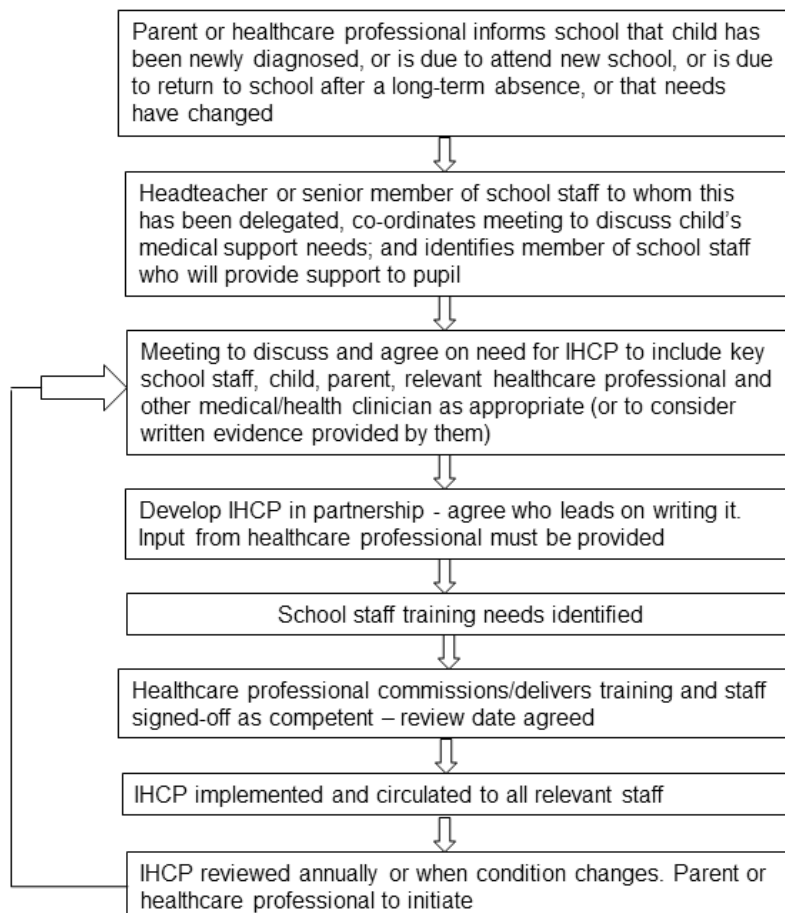 Parent or healthcare professional informs school that child has
been newly diagnosed, or is due to attend new school, or is due
to return to school after a long-term absence, or that needs
have changed
Headteacher or senior member of school staff to whom this
has been delegated, co-ordinates meeting to discuss child’s
medical support needs; and identifies member of school staff
who will provide support to pupil
Meeting to discuss and agree on need for IHCP to include key
school staff, child, parent, relevant healthcare professional and
other medical/health clinician as appropriate (or to consider
written evidence provided by them)
Develop IHCP in partnership - agree who leads on writing it.
Input from healthcare professional must be provided
School staff training needs identified
Healthcare professional commissions/delivers training and staff
signed-off as competent – review date agreed
IHCP implemented and circulated to all relevant staff
IHCP reviewed annually or when condition changes. Parent or
healthcare professional to initiate